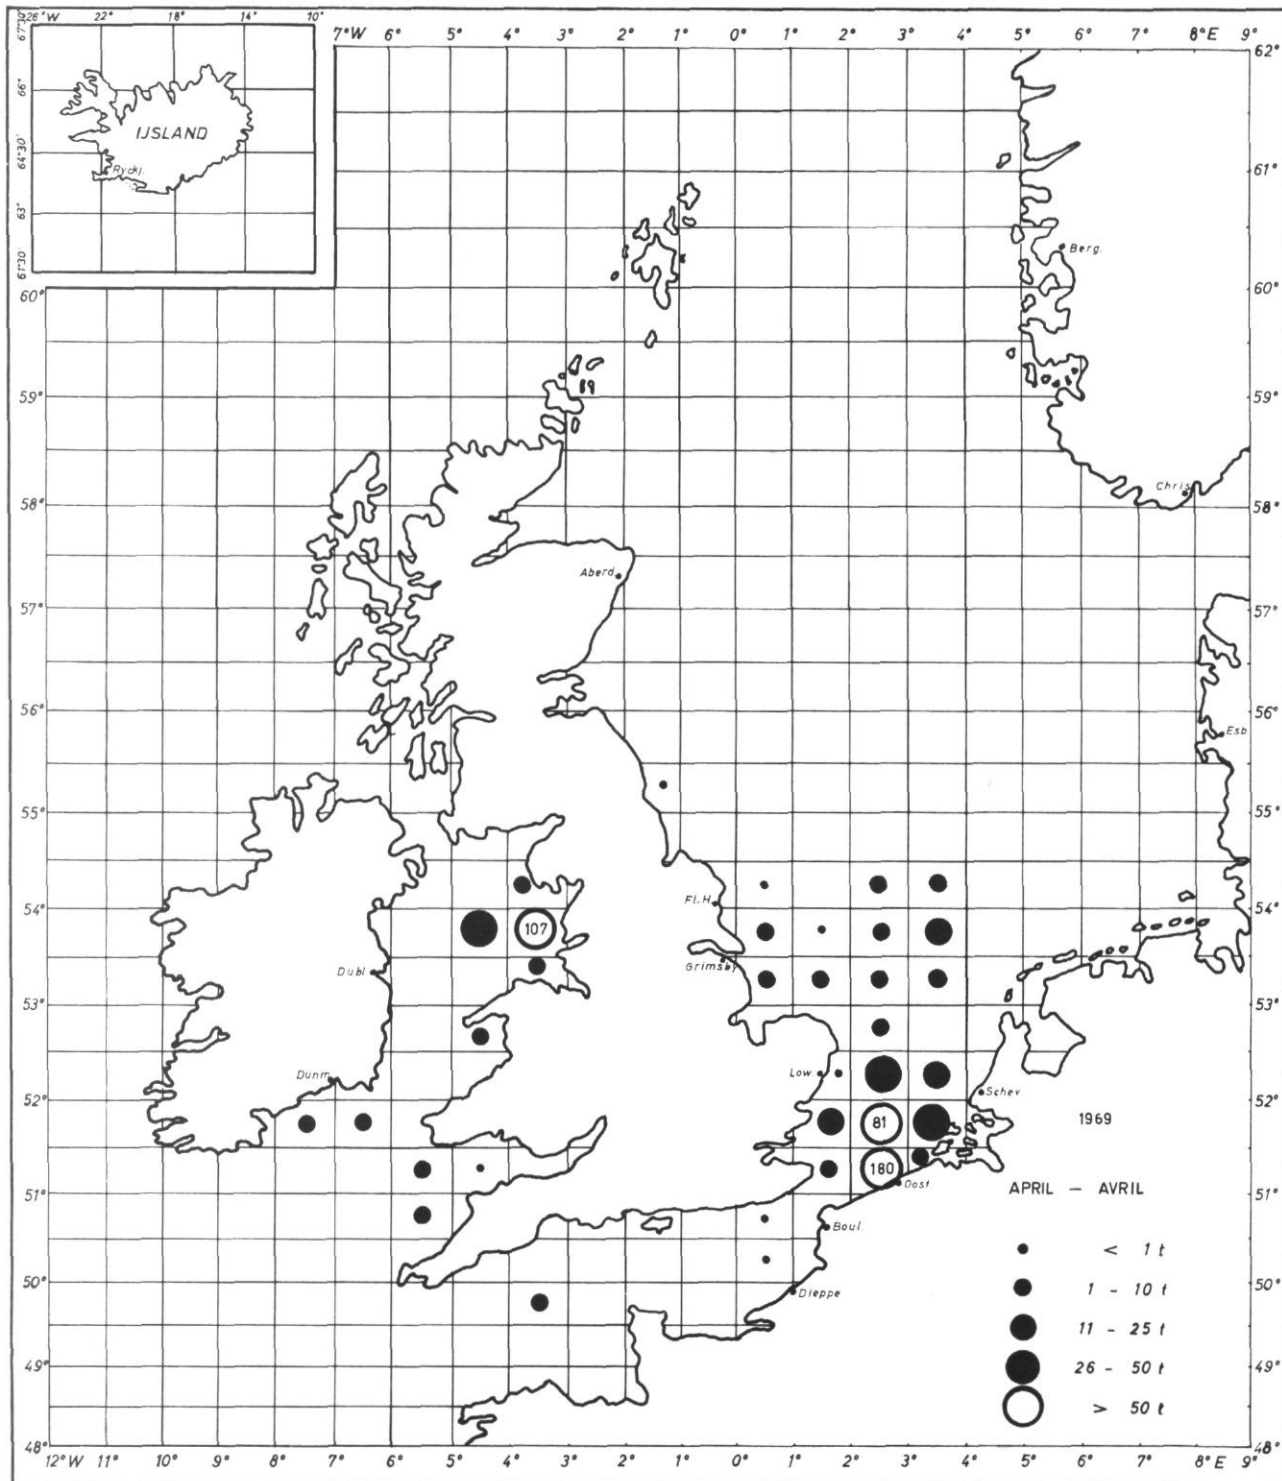 26°W 22° 18° 14° 10°
67°30'
66°
64°30'
63°
61°30'
IJSLAND
Ryckj.
7°W 6° 5° 4° 3° 2° 1° 0° 1° 2° 3° 4° 5° 6° 7° 8°E 9°
62°
61°
60° 60°
59° 59°
58° 58°
57° 57°
56° 56°
55° 55°
54° 54°
53° 53°
52° 52°
51° 51°
50° 50°
49° 49°
48° 48°
Berg.
Chris
Aberd
Esb
Fl.H.
107
Dubl
Grimsby
Dunm
Low.
Schev
81
1969
180
Oost
APRIL — AVRIL
Boul.
Dieppe
< 1 t
1 - 10 t
11 - 25 t
26 - 50 t
> 50 t
12°W 11° 10° 9° 8° 7° 6° 5° 4° 3° 2° 1° 0° 1° 2° 3° 4° 5° 6° 7° 8°E 9°